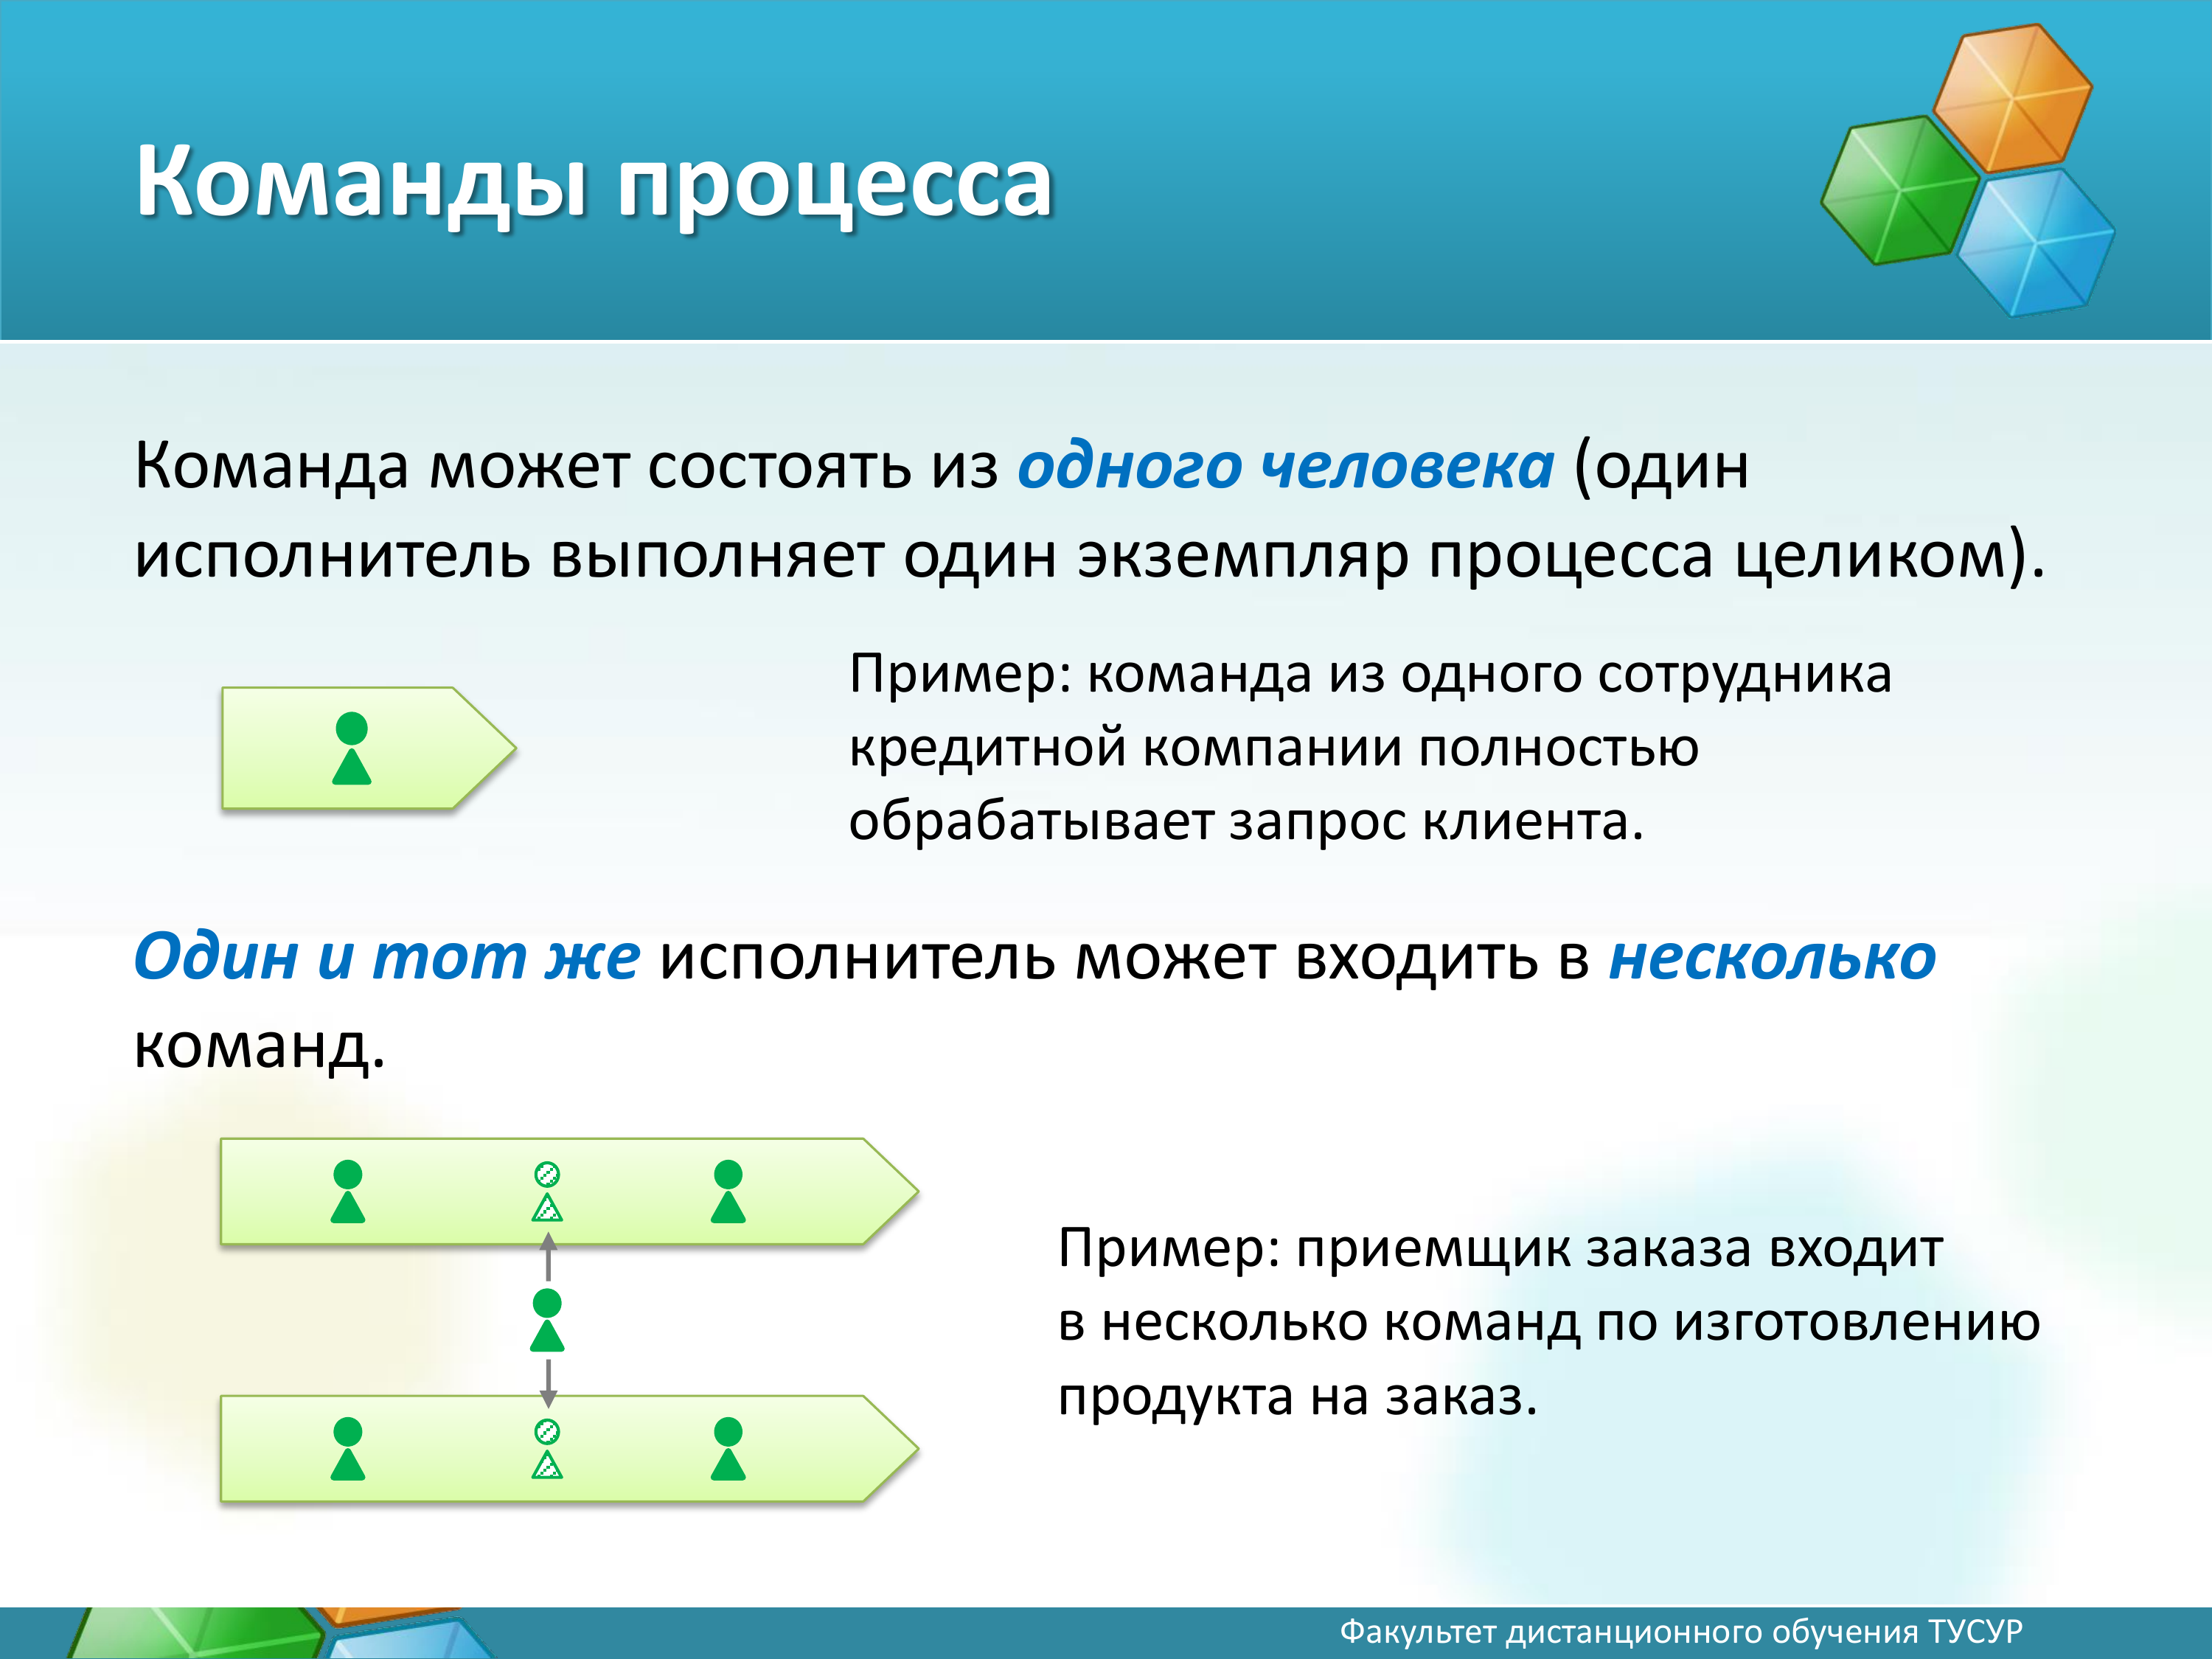 Команды процесса
Команда может состоять из одного человека (один
исполнитель выполняет один экземпляр процесса целиком).
Пример: команда из одного сотрудника
кредитной компании полностью
обрабатывает запрос клиента.
Один и тот же исполнитель может входить в несколько
команд.
Пример: приемщик заказа входит
в несколько команд по изготовлению
продукта на заказ.
Факультет дистанционного обучения ТУСУР